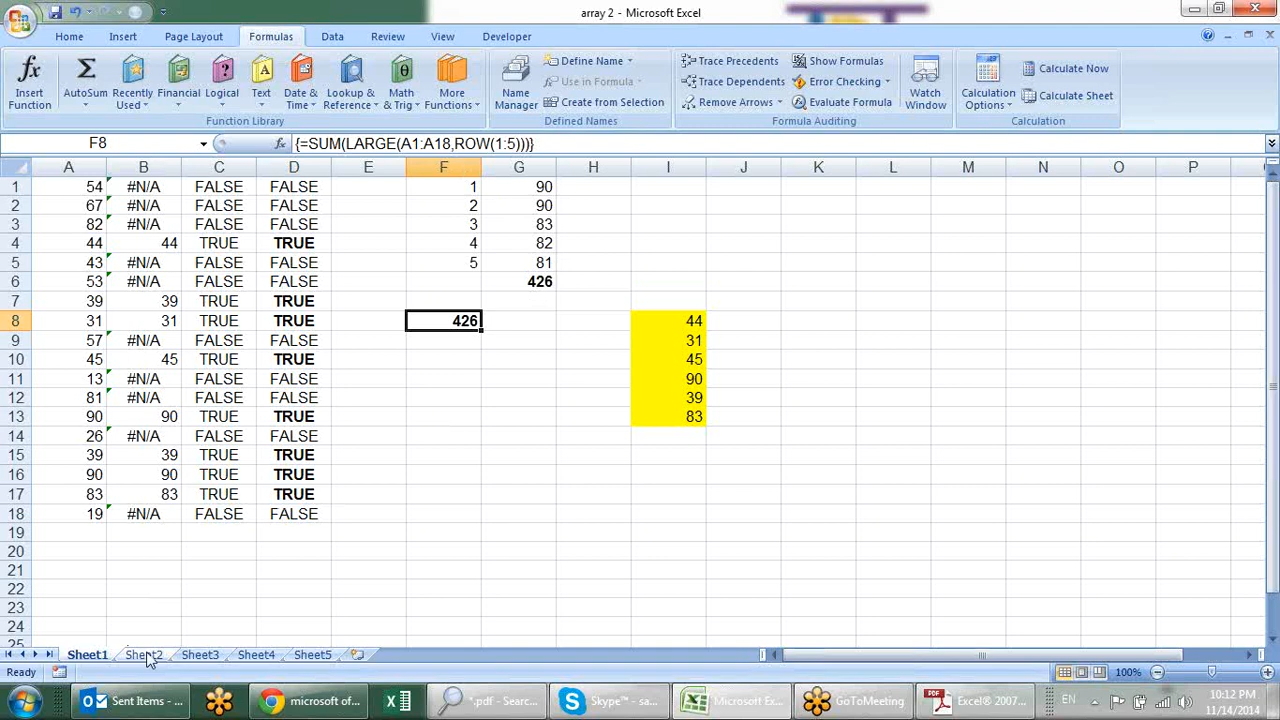 array 2 - Microsoft Excel
Home Insert Page Layout Formulas Data Review View Developer
Insert Function
AutoSum
Recently Used
Financial
Logical
Text
Date & Time
Lookup & Reference
Math & Trig
More Functions
Function Library
Name Manager
Define Name
Use in Formula
Create from Selection
Defined Names
Trace Precedents
Trace Dependents
Remove Arrows
Show Formulas
Error Checking
Evaluate Formula
Formula Auditing
Watch Window
Calculation Options
Calculate Now
Calculate Sheet
Calculation
F8 fx {=SUM(LARGE(A1:A18,ROW(1:5)))}
A B C D E F G H I J K L M N O P
1 54 #N/A FALSE FALSE 1 90
2 67 #N/A FALSE FALSE 2 90
3 82 #N/A FALSE FALSE 3 83
4 44 44 TRUE TRUE 4 82
5 43 #N/A FALSE FALSE 5 81
6 53 #N/A FALSE FALSE 426
7 39 39 TRUE TRUE
8 31 31 TRUE TRUE 426 44
9 57 #N/A FALSE FALSE 31
10 45 45 TRUE TRUE 45
11 13 #N/A FALSE FALSE 90
12 81 #N/A FALSE FALSE 39
13 90 90 TRUE TRUE 83
14 26 #N/A FALSE FALSE
15 39 39 TRUE TRUE
16 90 90 TRUE TRUE
17 83 83 TRUE TRUE
18 19 #N/A FALSE FALSE
19
20
21
22
23
24
25
Sheet1 Sheet2 Sheet3 Sheet4 Sheet5
Ready 100%
Sent Items - ... microsoft of... *.pdf - Searc... Skype™ - sa... Microsoft Exc... GoToMeeting Excel® 2007... EN 10:12 PM
11/14/2014